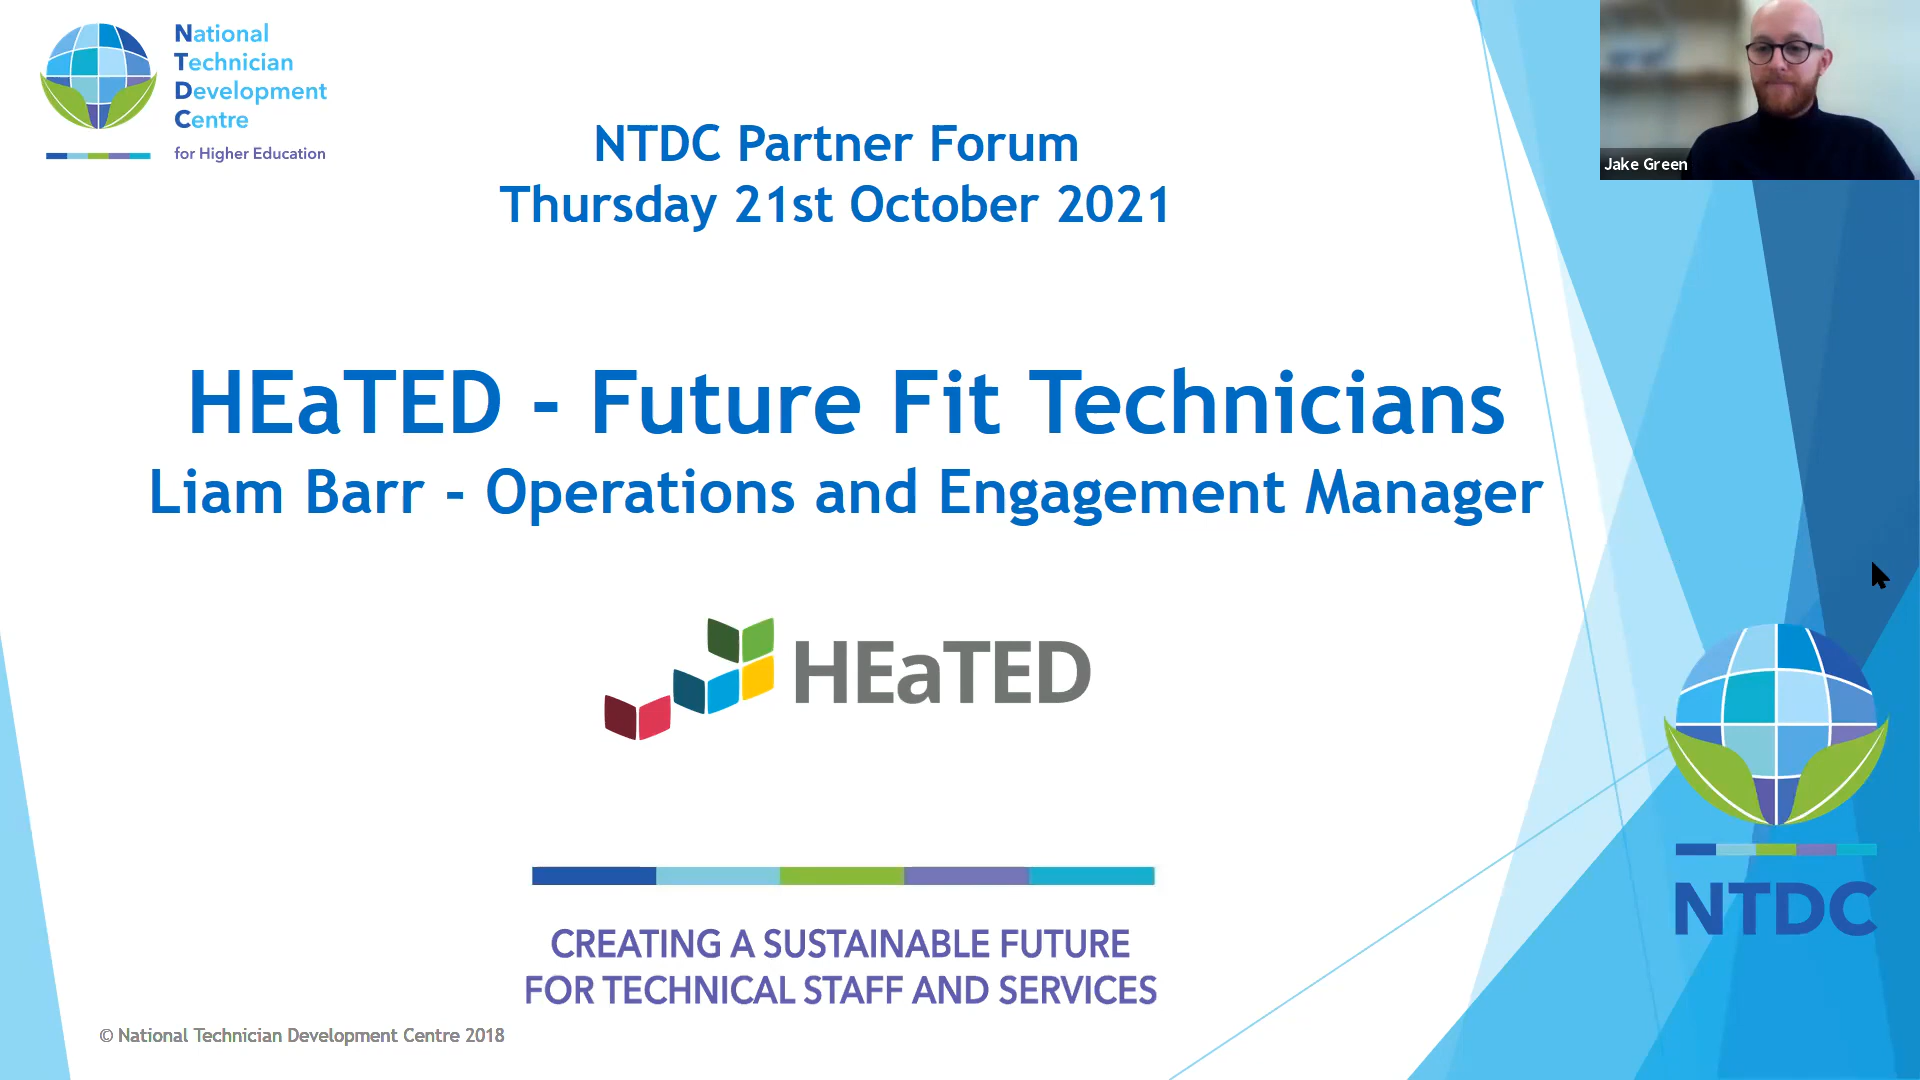 National
Technician
Development
Centre
for Higher Education
NTDC Partner Forum
Thursday 21st October 2021
Jake Green
HEaTED - Future Fit Technicians
Liam Barr - Operations and Engagement Manager
HEaTED
NTDC
CREATING A SUSTAINABLE FUTURE
FOR TECHNICAL STAFF AND SERVICES
© National Technician Development Centre 2018